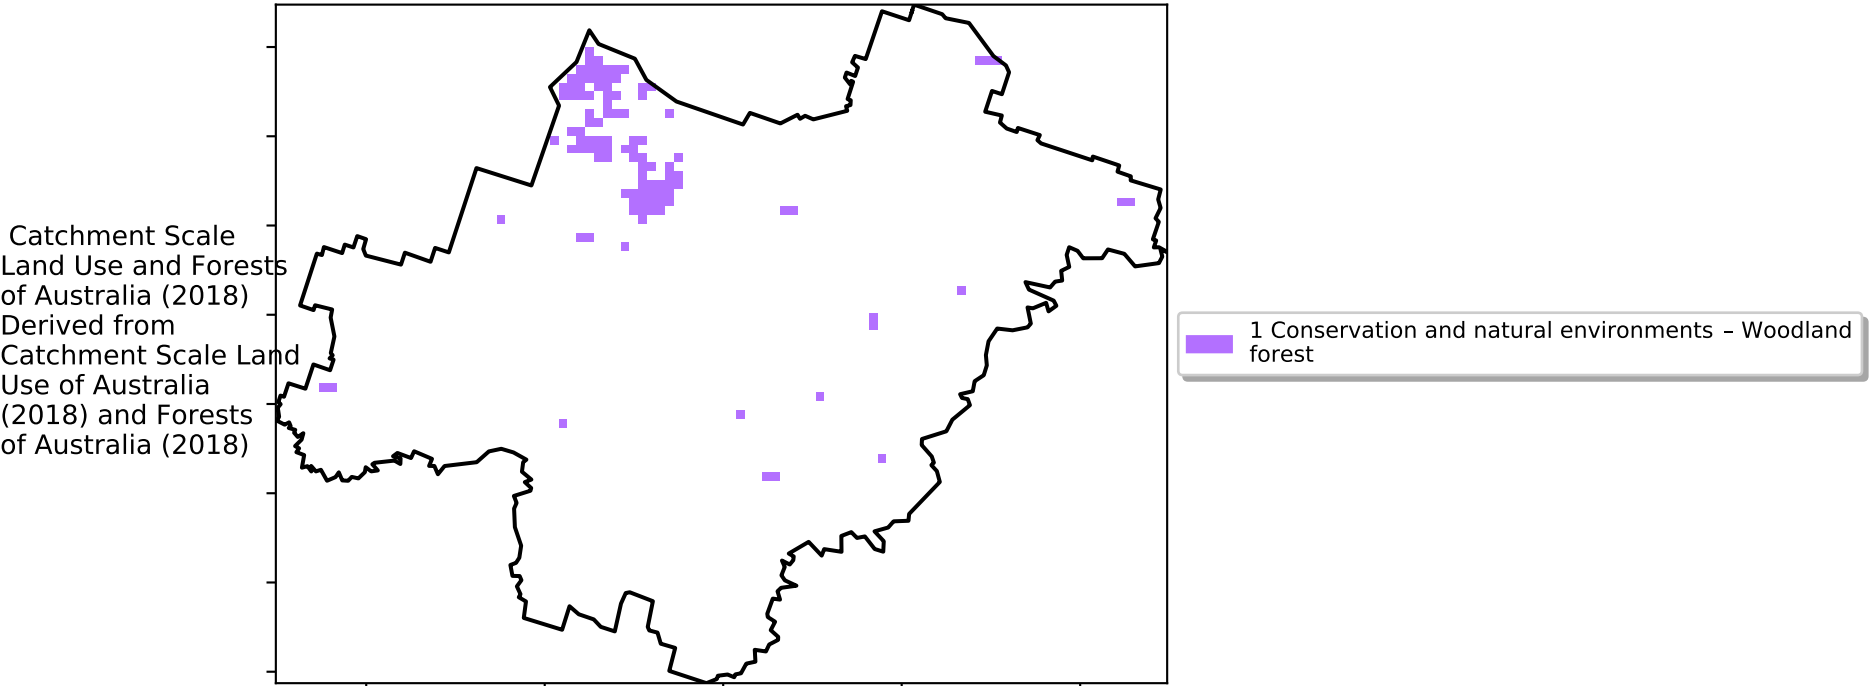 Catchment Scale
Land Use and Forests
of Australia (2018)
Derived from
Catchment Scale Land
Use of Australia
(2018) and Forests
of Australia (2018)
1 Conservation and natural environments – Woodland
forest